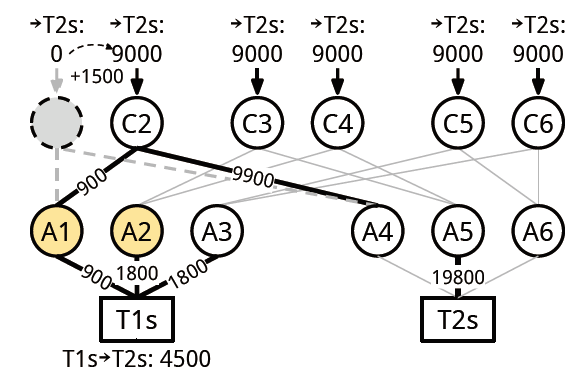 →T2s: →T2s: →T2s: →T2s: →T2s: →T2s:
0 9000 9000 9000 9000 9000
+1500
C2 C3 C4 C5 C6
900 9900
A1 A2 A3 A4 A5 A6
900 1800 1800 19800
T1s T2s
T1s→T2s: 4500